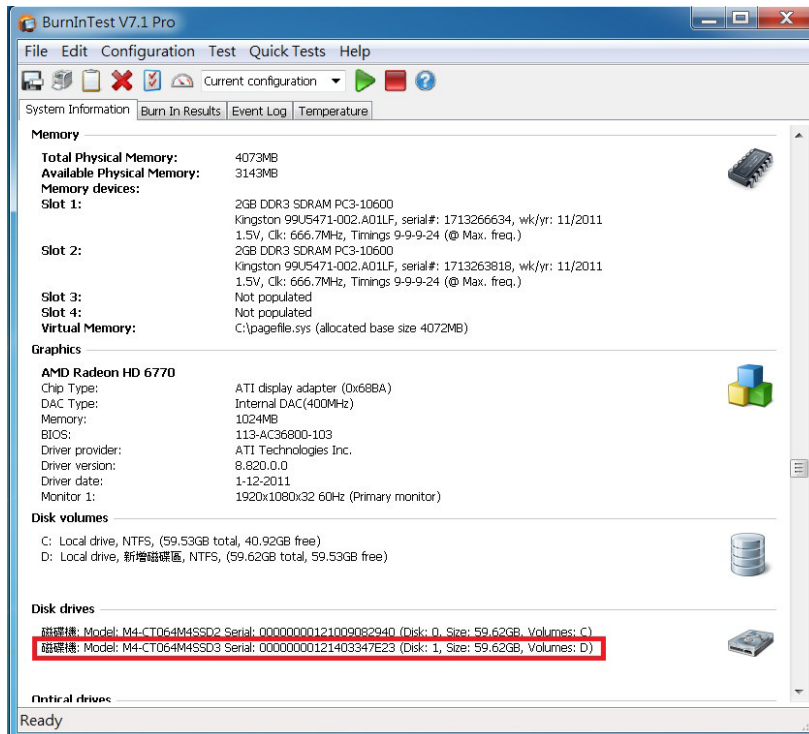 BurnInTest V7.1 Pro
File Edit Configuration Test Quick Tests Help
Current configuration
System Information Burn In Results Event Log Temperature
Memory
Total Physical Memory: 4073MB
Available Physical Memory: 3143MB
Memory devices:
Slot 1: 2GB DDR3 SDRAM PC3-10600
Kingston 99U5471-002.A01LF, serial#: 1713266634, wk/yr: 11/2011
1.5V, Clk: 666.7MHz, Timings 9-9-9-24 (@ Max. freq.)
Slot 2: 2GB DDR3 SDRAM PC3-10600
Kingston 99U5471-002.A01LF, serial#: 1713263818, wk/yr: 11/2011
1.5V, Clk: 666.7MHz, Timings 9-9-9-24 (@ Max. freq.)
Slot 3: Not populated
Slot 4: Not populated
Virtual Memory: C:\pagefile.sys (allocated base size 4072MB)
Graphics
AMD Radeon HD 6770
Chip Type: ATI display adapter (0x68BA)
DAC Type: Internal DAC(400MHz)
Memory: 1024MB
BIOS: 113-AC36800-103
Driver provider: ATI Technologies Inc.
Driver version: 8.820.0.0
Driver date: 1-12-2011
Monitor 1: 1920x1080x32 60Hz (Primary monitor)
Disk volumes
C: Local drive, NTFS, (59.53GB total, 40.92GB free)
D: Local drive, 新增磁碟區, NTFS, (59.62GB total, 59.53GB free)
Disk drives
磁碟機: Model: M4-CT064M4SSD2 Serial: 00000000121009082940 (Disk: 0, Size: 59.62GB, Volumes: C)
磁碟機: Model: M4-CT064M4SSD3 Serial: 00000000121403347E23 (Disk: 1, Size: 59.62GB, Volumes: D)
Optical drives
Ready